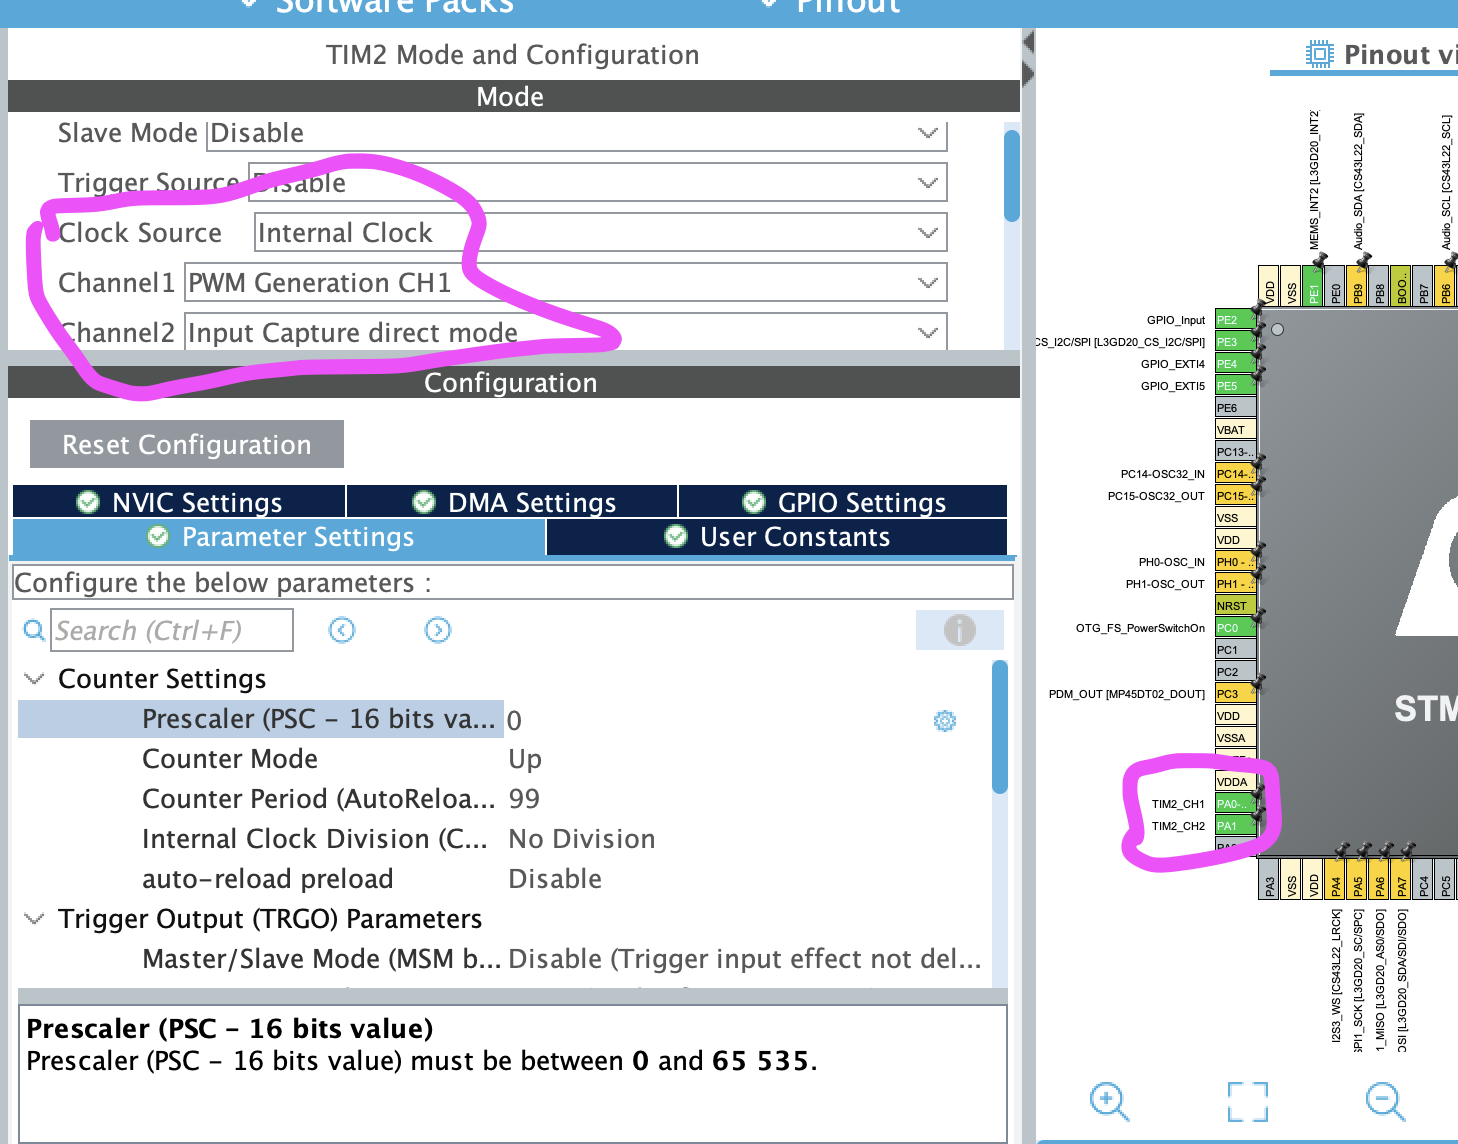 Software Packs
Pinout
TIM2 Mode and Configuration
Mode
Slave Mode Disable
Trigger Source Disable
Clock Source Internal Clock
Channel1 PWM Generation CH1
Channel2 Input Capture direct mode
Configuration
Reset Configuration
NVIC Settings
DMA Settings
GPIO Settings
Parameter Settings
User Constants
Configure the below parameters :
Search (Ctrl+F)
Counter Settings
Prescaler (PSC - 16 bits va... 0
Counter Mode Up
Counter Period (AutoReloa... 99
Internal Clock Division (C... No Division
auto-reload preload Disable
Trigger Output (TRGO) Parameters
Master/Slave Mode (MSM b... Disable (Trigger input effect not del...
Prescaler (PSC - 16 bits value)
Prescaler (PSC - 16 bits value) must be between 0 and 65 535.
Pinout vi
MEMS_INT2 [L3GD20_INT2]
Audio_SDA [CS43L22_SDA]
Audio_SCL [CS43L22_SCL]
VDD
VSS
PE1
PE0
PB9
PB8
BOO..
PB7
PB6
GPIO_Input PE2
CS_I2C/SPI [L3GD20_CS_I2C/SPI] PE3
GPIO_EXTI4 PE4
GPIO_EXTI5 PE5
PE6
VBAT
PC13-..
PC14-OSC32_IN PC14-..
PC15-OSC32_OUT PC15-..
VSS
VDD
PH0-OSC_IN PH0 - ..
PH1-OSC_OUT PH1 - ..
NRST
OTG_FS_PowerSwitchOn PC0
PC1
PC2
PDM_OUT [MP45DT02_DOUT] PC3
VDD
VSSA
VDDA
TIM2_CH1 PA0-..
TIM2_CH2 PA1
STM
PA3
VSS
VDD
PA4
PA5
PA6
PA7
PC4
PC5
I2S3_WS [CS43L22_LRCK]
SPI1_SCK [L3GD20_SC/SPC]
1_MISO [L3GD20_AS0/SDO]
OSI [L3GD20_SDA/SDI/SDO]